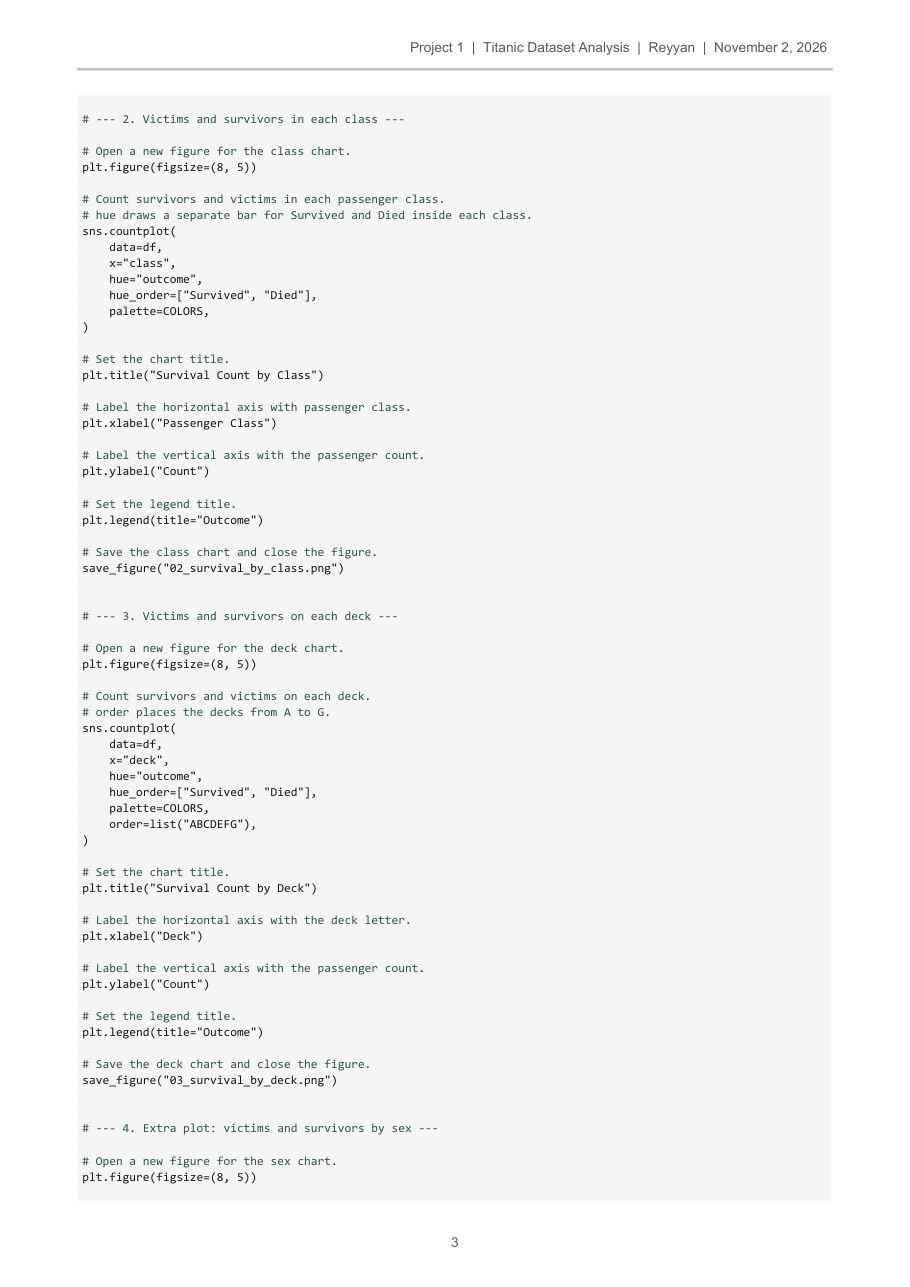 Project 1 | Titanic Dataset Analysis | Reyyan | November 2, 2026
# --- 2. Victims and survivors in each class ---
# Open a new figure for the class chart.
plt.figure(figsize=(8, 5))
# Count survivors and victims in each passenger class.
# hue draws a separate bar for Survived and Died inside each class.
sns.countplot(
    data=df,
    x="class",
    hue="outcome",
    hue_order=["Survived", "Died"],
    palette=COLORS,
)
# Set the chart title.
plt.title("Survival Count by Class")
# Label the horizontal axis with passenger class.
plt.xlabel("Passenger Class")
# Label the vertical axis with the passenger count.
plt.ylabel("Count")
# Set the legend title.
plt.legend(title="Outcome")
# Save the class chart and close the figure.
save_figure("02_survival_by_class.png")
# --- 3. Victims and survivors on each deck ---
# Open a new figure for the deck chart.
plt.figure(figsize=(8, 5))
# Count survivors and victims on each deck.
# order places the decks from A to G.
sns.countplot(
    data=df,
    x="deck",
    hue="outcome",
    hue_order=["Survived", "Died"],
    palette=COLORS,
    order=list("ABCDEFG"),
)
# Set the chart title.
plt.title("Survival Count by Deck")
# Label the horizontal axis with the deck letter.
plt.xlabel("Deck")
# Label the vertical axis with the passenger count.
plt.ylabel("Count")
# Set the legend title.
plt.legend(title="Outcome")
# Save the deck chart and close the figure.
save_figure("03_survival_by_deck.png")
# --- 4. Extra plot: victims and survivors by sex ---
# Open a new figure for the sex chart.
plt.figure(figsize=(8, 5))
3